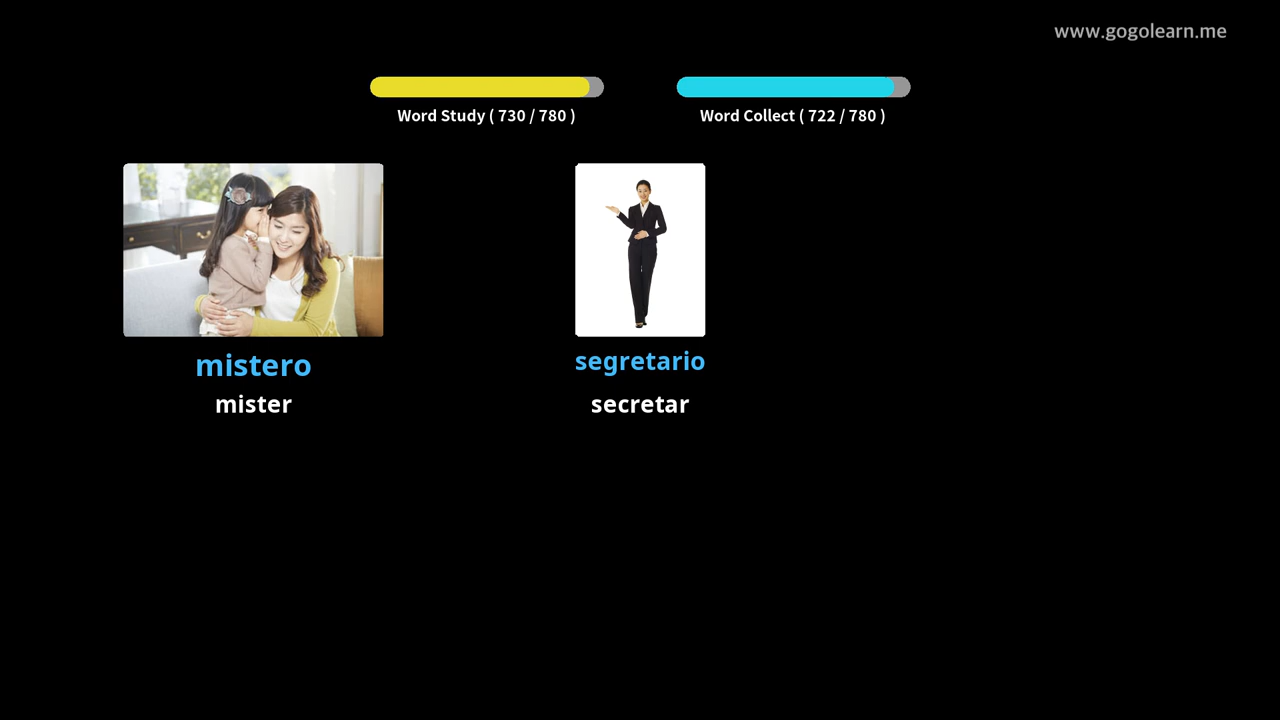 www.gogolearn.me
Word Study ( 730 / 780 )
Word Collect ( 722 / 780 )
mistero
mister
segretario
secretar